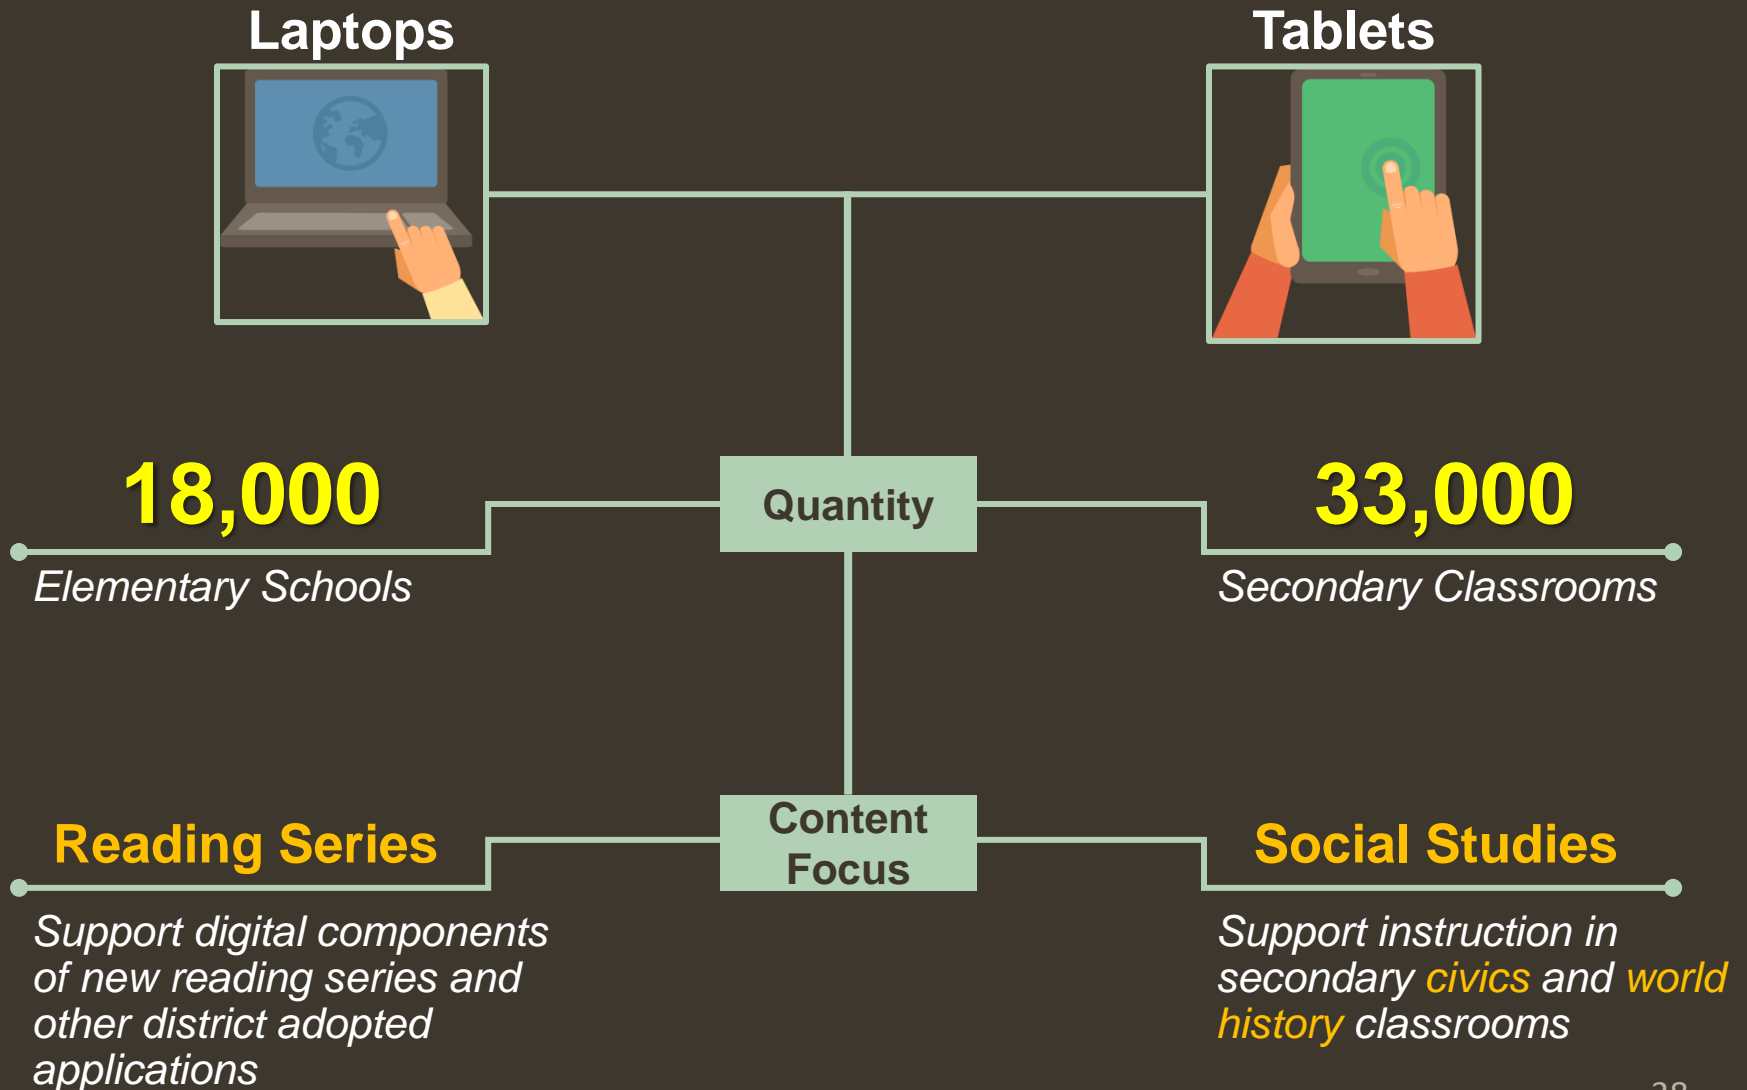 Laptops
Tablets
18,000
Quantity
33,000
Elementary Schools
Secondary Classrooms
Reading Series
Content
Focus
Social Studies
Support digital components
of new reading series and
other district adopted
applications
Support instruction in
secondary civics and world
history classrooms
28